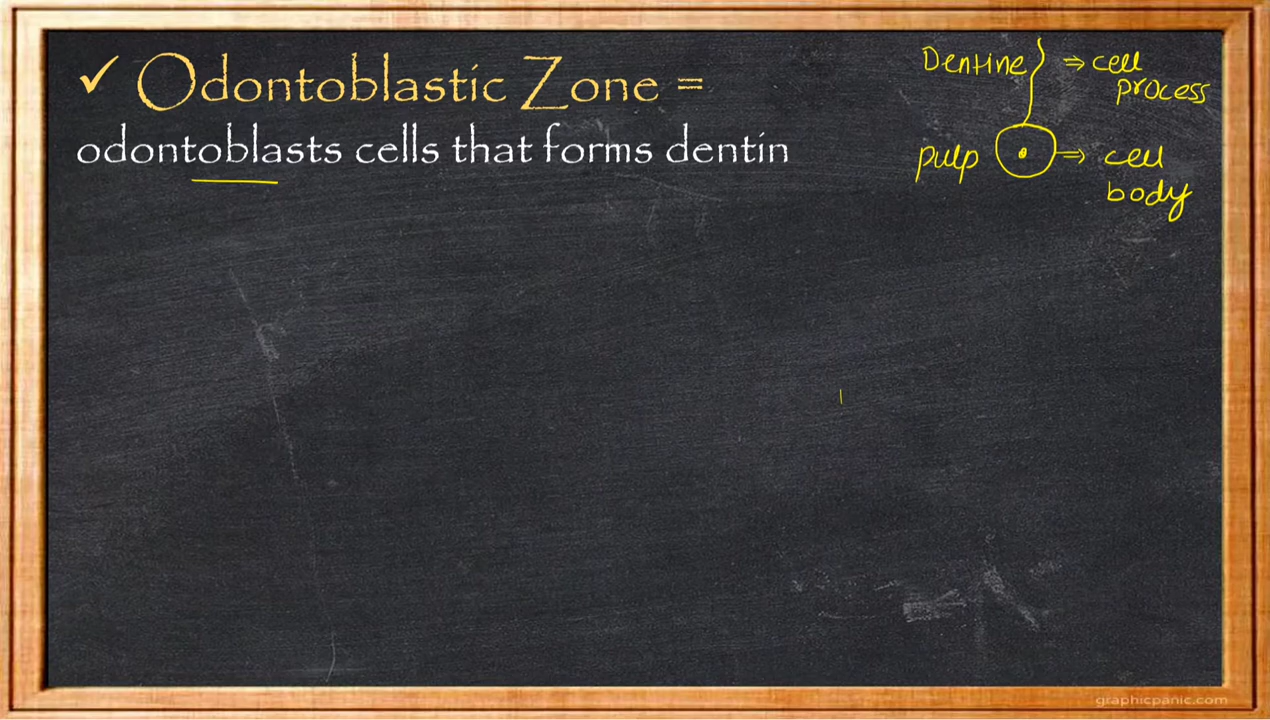 ✓ Odontoblastic Zone =
odontoblasts cells that forms dentin
Dentine ⇒ cell
process
pulp ⇒ cell
body
graphicpanic.com